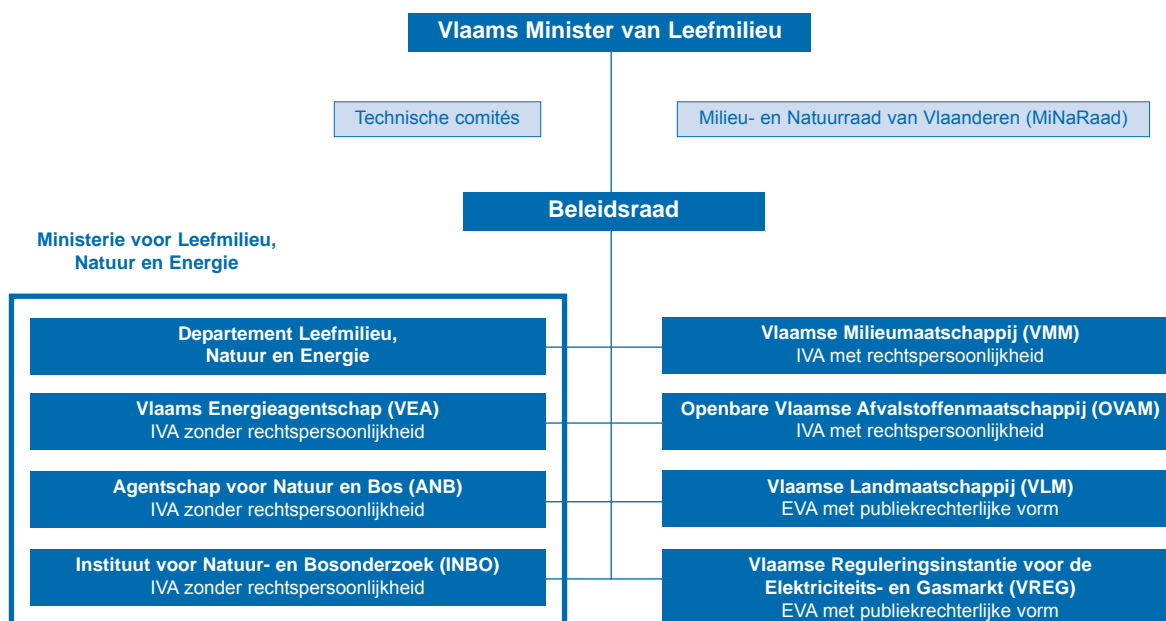 Vlaams Minister van Leefmilieu
Technische comités
Milieu- en Natuurraad van Vlaanderen (MiNaRaad)
Beleidsraad
Ministerie voor Leefmilieu,
Natuur en Energie
Departement Leefmilieu,
Natuur en Energie
Vlaams Energieagentschap (VEA)
IVA zonder rechtspersoonlijkheid
Agentschap voor Natuur en Bos (ANB)
IVA zonder rechtspersoonlijkheid
Instituut voor Natuur- en Bosonderzoek (INBO)
IVA zonder rechtspersoonlijkheid
Vlaamse Milieumaatschappij (VMM)
IVA met rechtspersoonlijkheid
Openbare Vlaamse Afvalstoffenmaatschappij (OVAM)
IVA met rechtspersoonlijkheid
Vlaamse Landmaatschappij (VLM)
EVA met publiekrechterlijke vorm
Vlaamse Reguleringsinstantie voor de
Elektriciteits- en Gasmarkt (VREG)
EVA met publiekrechterlijke vorm